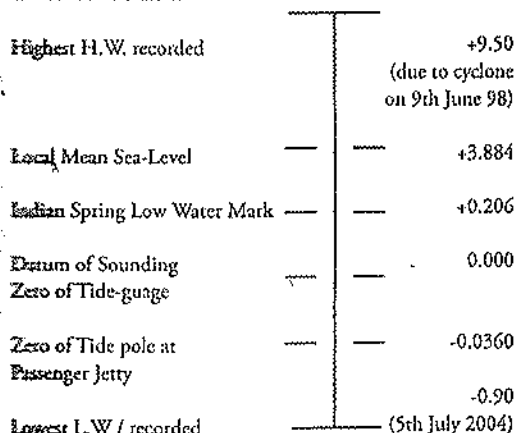 Highest H.W. recorded +9.50
(due to cyclone
on 9th June 98)
Local Mean Sea-Level +3.884
Indian Spring Low Water Mark +0.206
Datum of Sounding 0.000
Zero of Tide-guage
Zero of Tide pole at -0.0360
Passenger Jetty
-0.90
Lowest L.W / recorded (5th July 2004)